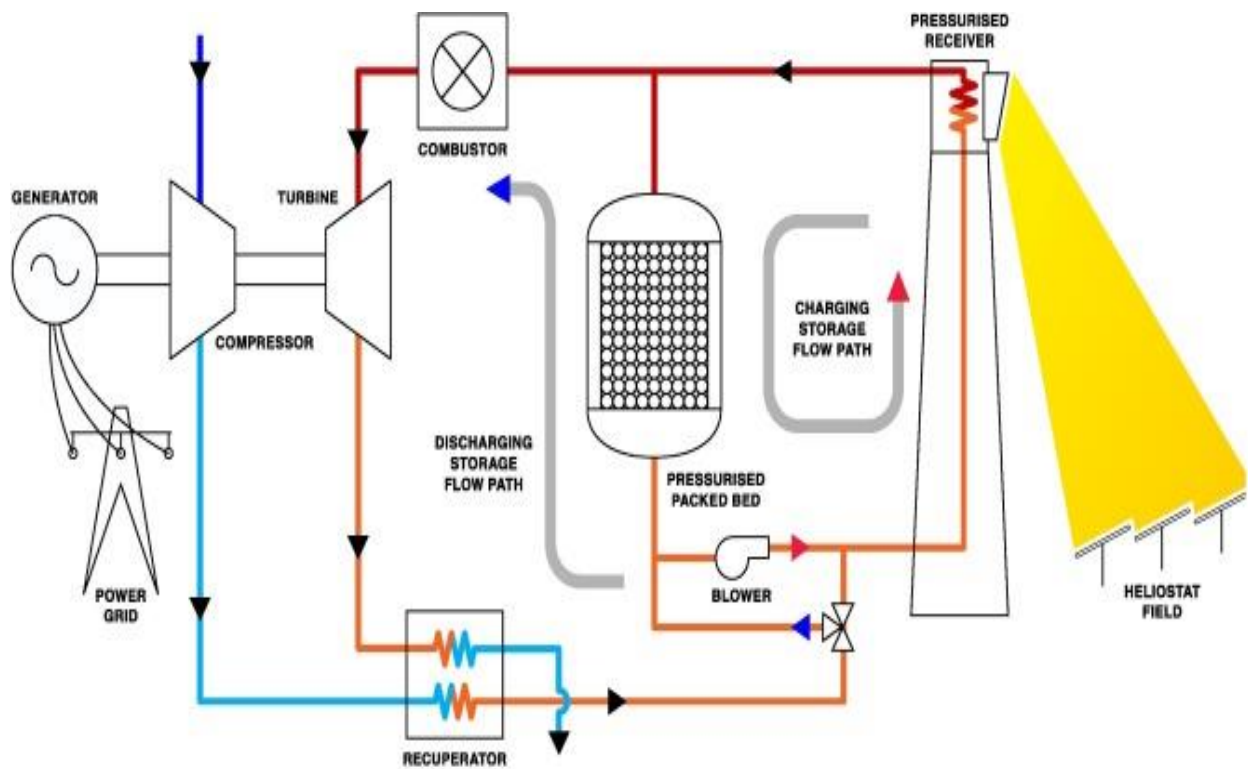 PRESSURISED
RECEIVER
COMBUSTOR
GENERATOR
TURBINE
COMPRESSOR
CHARGING
STORAGE
FLOW PATH
DISCHARGING
STORAGE
FLOW PATH
PRESSURISED
PACKED BED
POWER
GRID
BLOWER
HELIOSTAT
FIELD
RECUPERATOR